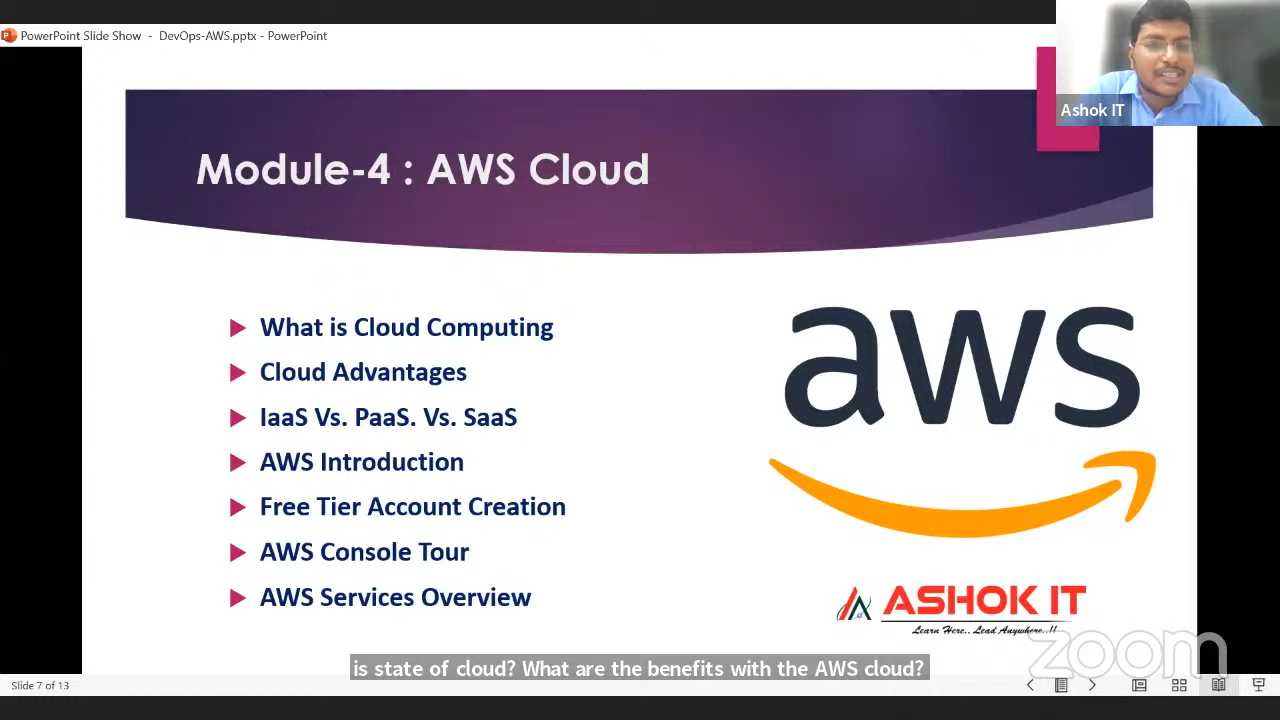 PowerPoint Slide Show - DevOps-AWS.pptx - PowerPoint
Ashok IT
Module-4 : AWS Cloud
What is Cloud Computing
Cloud Advantages
IaaS Vs. PaaS. Vs. SaaS
AWS Introduction
Free Tier Account Creation
AWS Console Tour
AWS Services Overview
aws
ASHOK IT
Learn Here.. Lead Anywhere..!!
zoom
is state of cloud? What are the benefits with the AWS cloud?
Slide 7 of 13